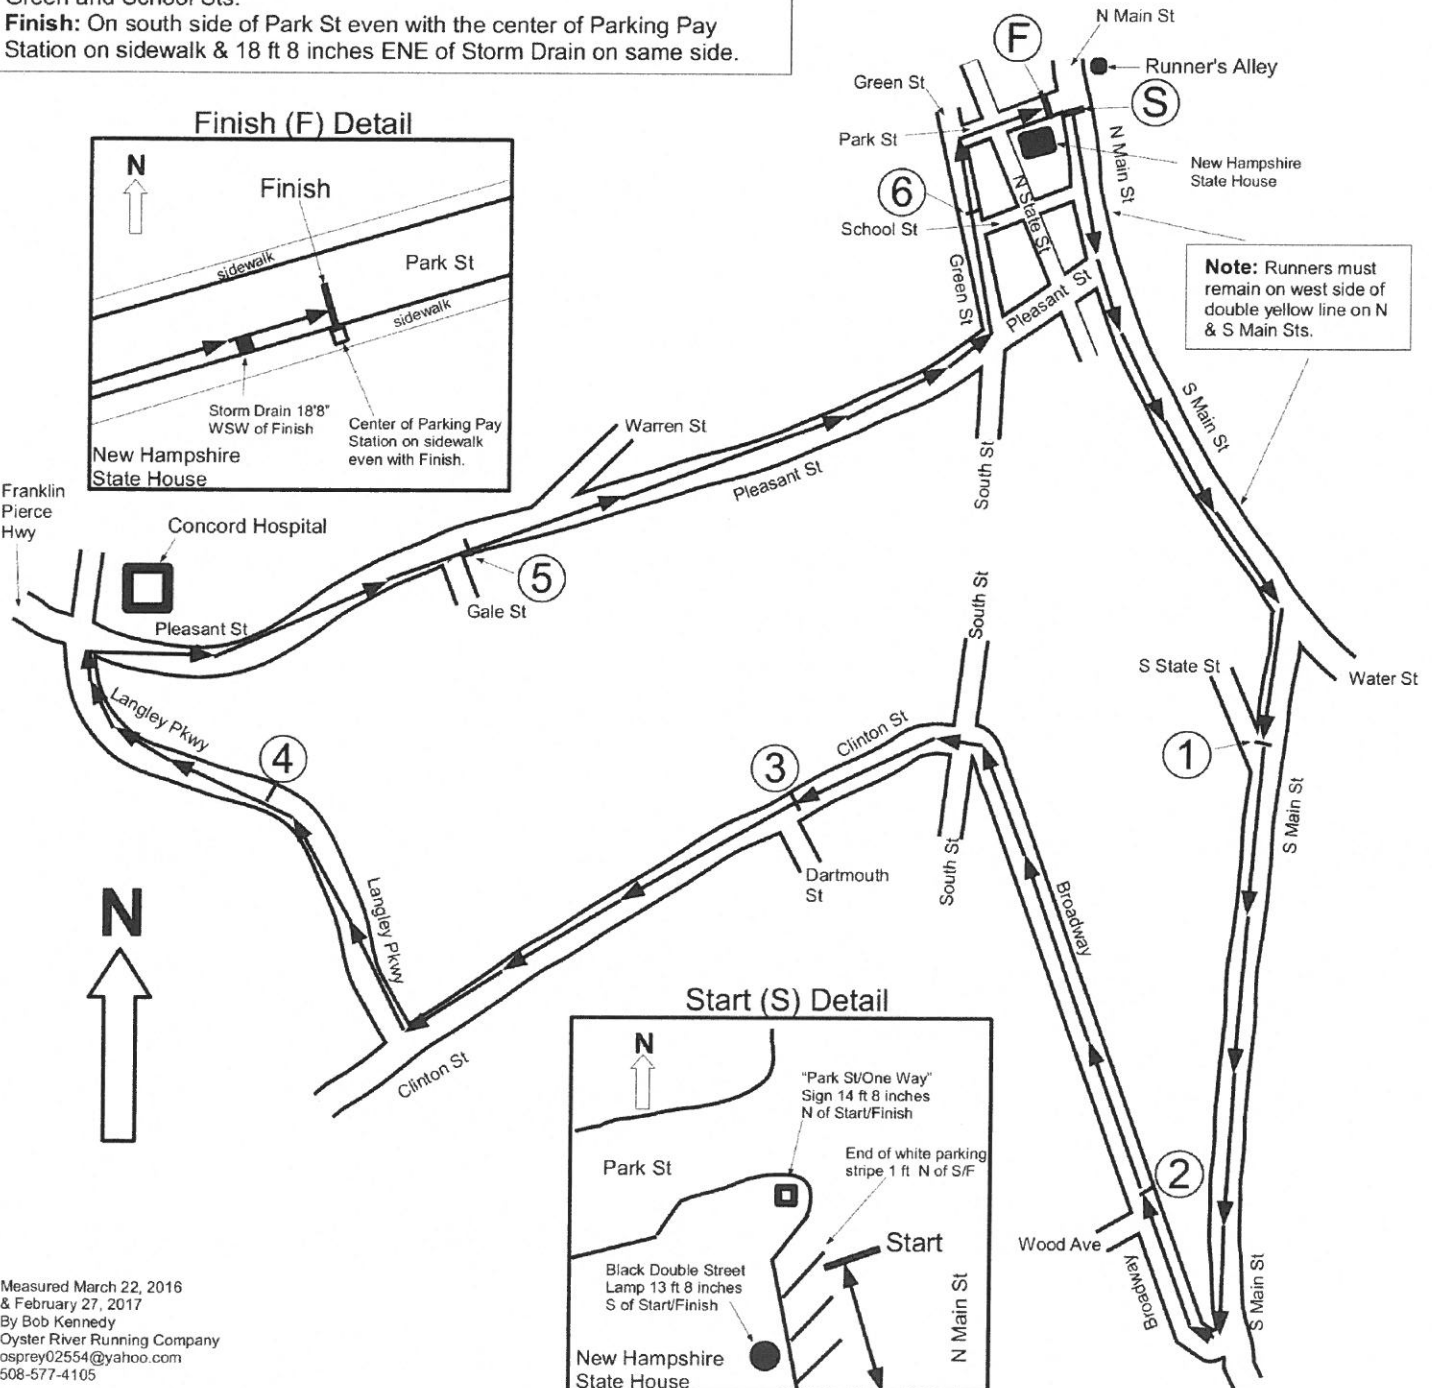 Green and School Sts.
Finish: On south side of Park St even with the center of Parking Pay
Station on sidewalk & 18 ft 8 inches ENE of Storm Drain on same side.
N Main St
F
Runner's Alley
Green St
S
Park St
N Main St
New Hampshire
State House
6
N State St
School St
Green St
Pleasant St
Note: Runners must
remain on west side of
double yellow line on N
& S Main Sts.
Finish (F) Detail
N
Finish
sidewalk
Park St
sidewalk
Storm Drain 18'8"
WSW of Finish
Center of Parking Pay
Station on sidewalk
even with Finish.
New Hampshire
State House
Warren St
S Main St
Pleasant St
South St
Franklin
Pierce
Hwy
Concord Hospital
5
Gale St
Pleasant St
South St
S State St
Water St
Langley Pkwy
Clinton St
4
3
1
S Main St
Dartmouth
St
South St
Broadway
Langley Pkwy
N
Clinton St
Start (S) Detail
N
"Park St/One Way"
Sign 14 ft 8 inches
N of Start/Finish
Park St
End of white parking
stripe 1 ft N of S/F
Start
Black Double Street
Lamp 13 ft 8 inches
S of Start/Finish
N Main St
New Hampshire
State House
2
Wood Ave
Broadway
S Main St
Measured March 22, 2016
& February 27, 2017
By Bob Kennedy
Oyster River Running Company
osprey02554@yahoo.com
508-577-4105